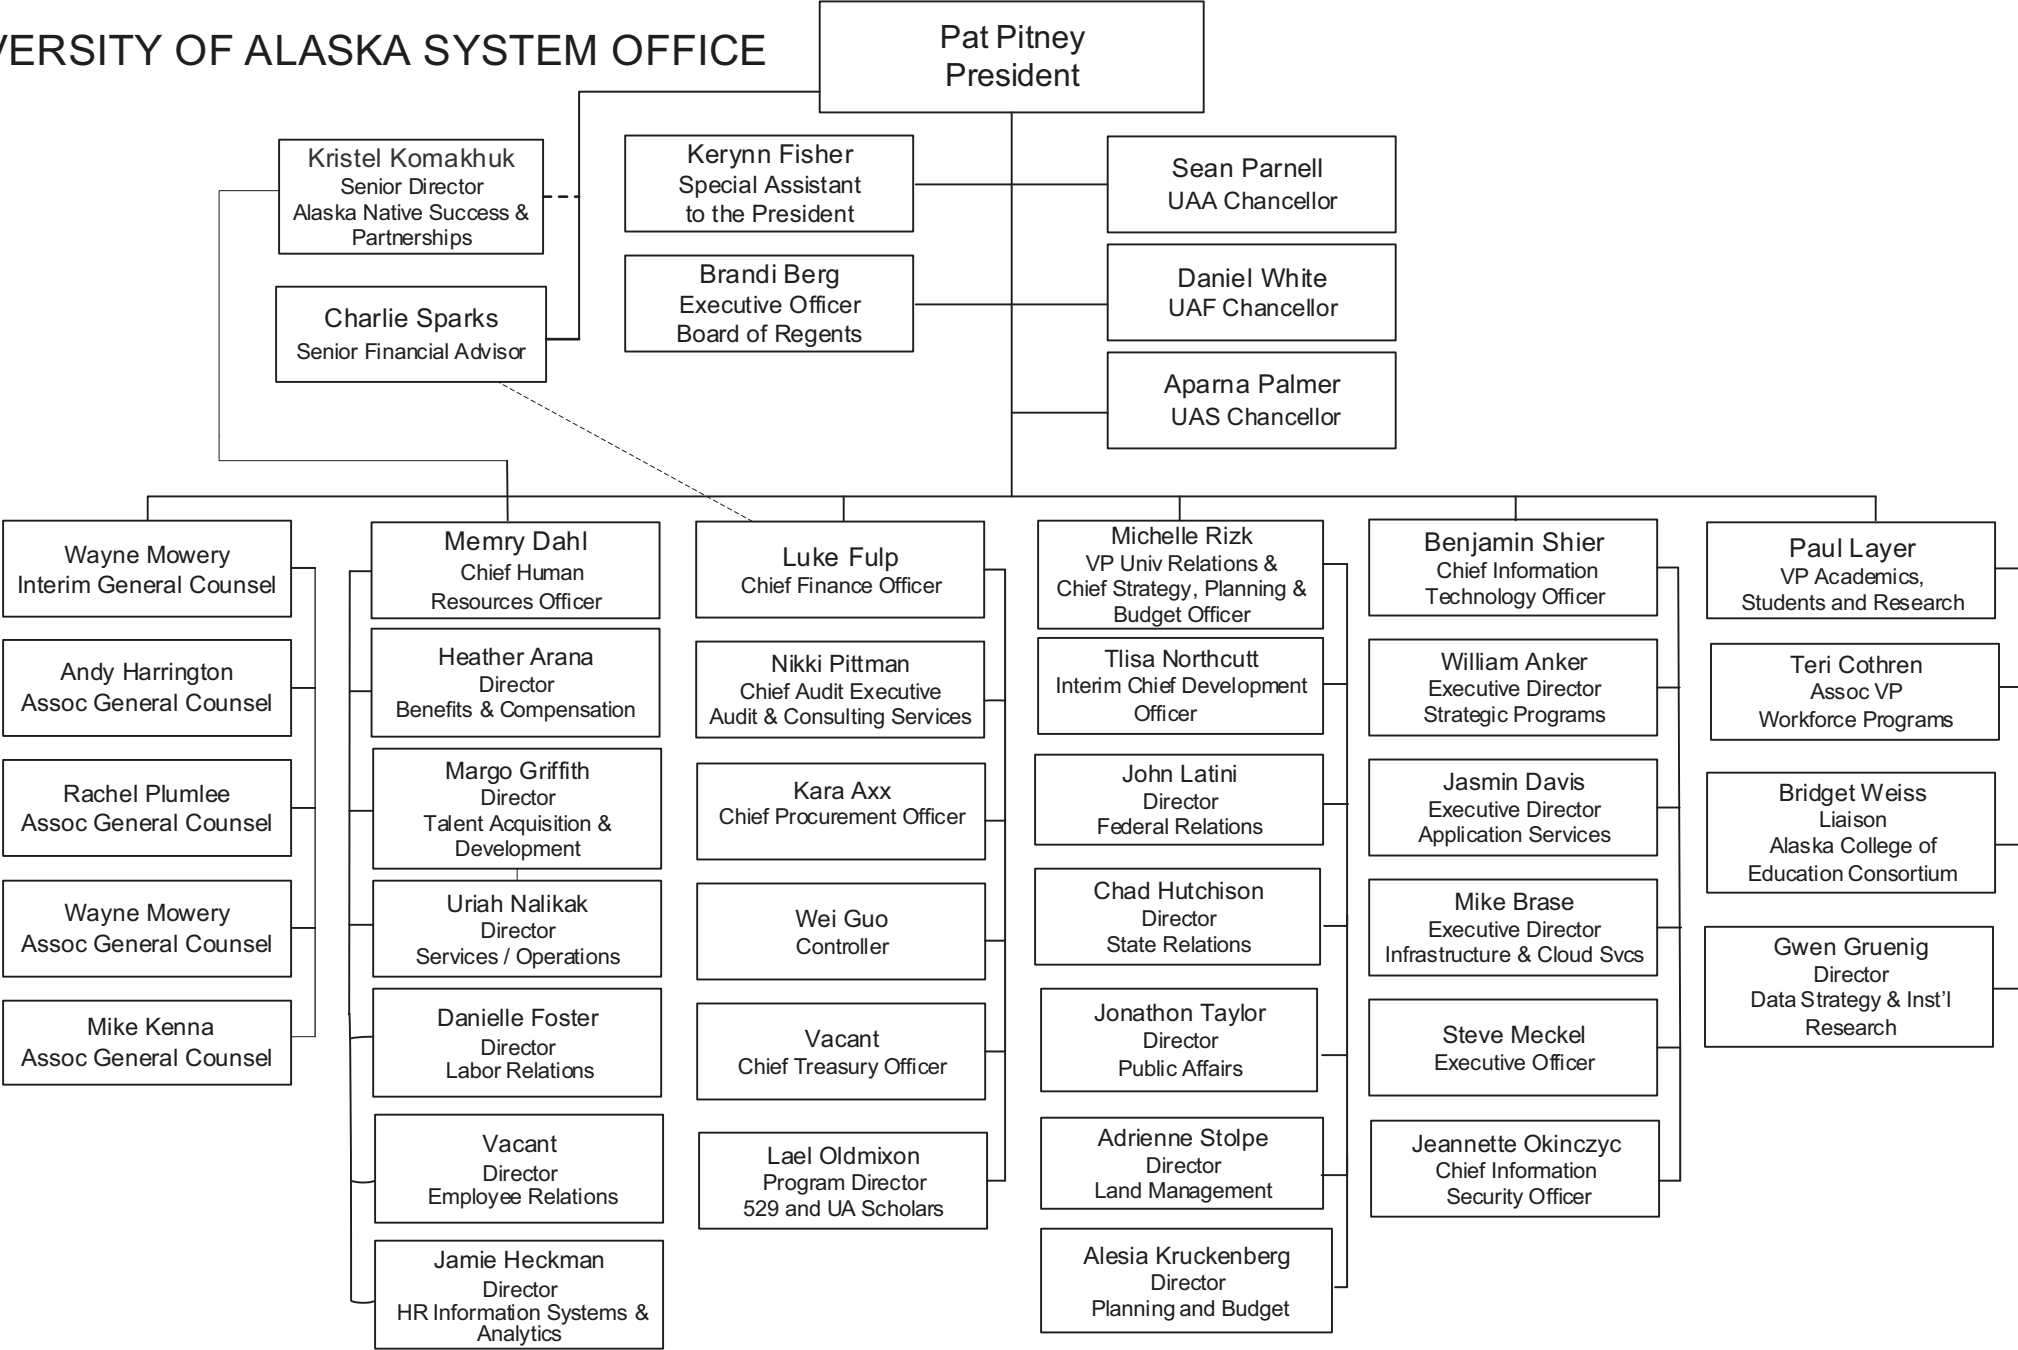 VERSITY OF ALASKA SYSTEM OFFICE
Pat Pitney
President
Kristel Komakhuk
Senior Director
Alaska Native Success &
Partnerships
Charlie Sparks
Senior Financial Advisor
Kerynn Fisher
Special Assistant
to the President
Brandi Berg
Executive Officer
Board of Regents
Sean Parnell
UAA Chancellor
Daniel White
UAF Chancellor
Aparna Palmer
UAS Chancellor
Wayne Mowery
Interim General Counsel
Andy Harrington
Assoc General Counsel
Rachel Plumlee
Assoc General Counsel
Wayne Mowery
Assoc General Counsel
Mike Kenna
Assoc General Counsel
Memry Dahl
Chief Human
Resources Officer
Heather Arana
Director
Benefits & Compensation
Margo Griffith
Director
Talent Acquisition &
Development
Uriah Nalikak
Director
Services / Operations
Danielle Foster
Director
Labor Relations
Vacant
Director
Employee Relations
Jamie Heckman
Director
HR Information Systems &
Analytics
Luke Fulp
Chief Finance Officer
Nikki Pittman
Chief Audit Executive
Audit & Consulting Services
Kara Axx
Chief Procurement Officer
Wei Guo
Controller
Vacant
Chief Treasury Officer
Lael Oldmixon
Program Director
529 and UA Scholars
Michelle Rizk
VP Univ Relations &
Chief Strategy, Planning &
Budget Officer
Tlisa Northcutt
Interim Chief Development
Officer
John Latini
Director
Federal Relations
Chad Hutchison
Director
State Relations
Jonathon Taylor
Director
Public Affairs
Adrienne Stolpe
Director
Land Management
Alesia Kruckenberg
Director
Planning and Budget
Benjamin Shier
Chief Information
Technology Officer
William Anker
Executive Director
Strategic Programs
Jasmin Davis
Executive Director
Application Services
Mike Brase
Executive Director
Infrastructure & Cloud Svcs
Steve Meckel
Executive Officer
Jeannette Okinczyc
Chief Information
Security Officer
Paul Layer
VP Academics,
Students and Research
Teri Cothren
Assoc VP
Workforce Programs
Bridget Weiss
Liaison
Alaska College of
Education Consortium
Gwen Gruenig
Director
Data Strategy & Inst'l
Research